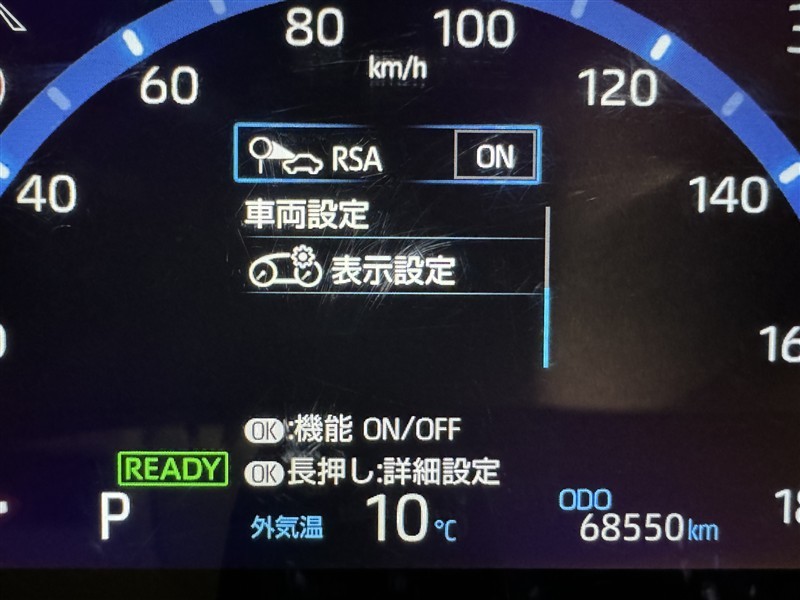 80
100
km/h
60
120
RSA ON
40
140
車両設定
表示設定
OK:機能 ON/OFF
READY
OK長押し:詳細設定
P
外気温 10℃
ODO
68550km